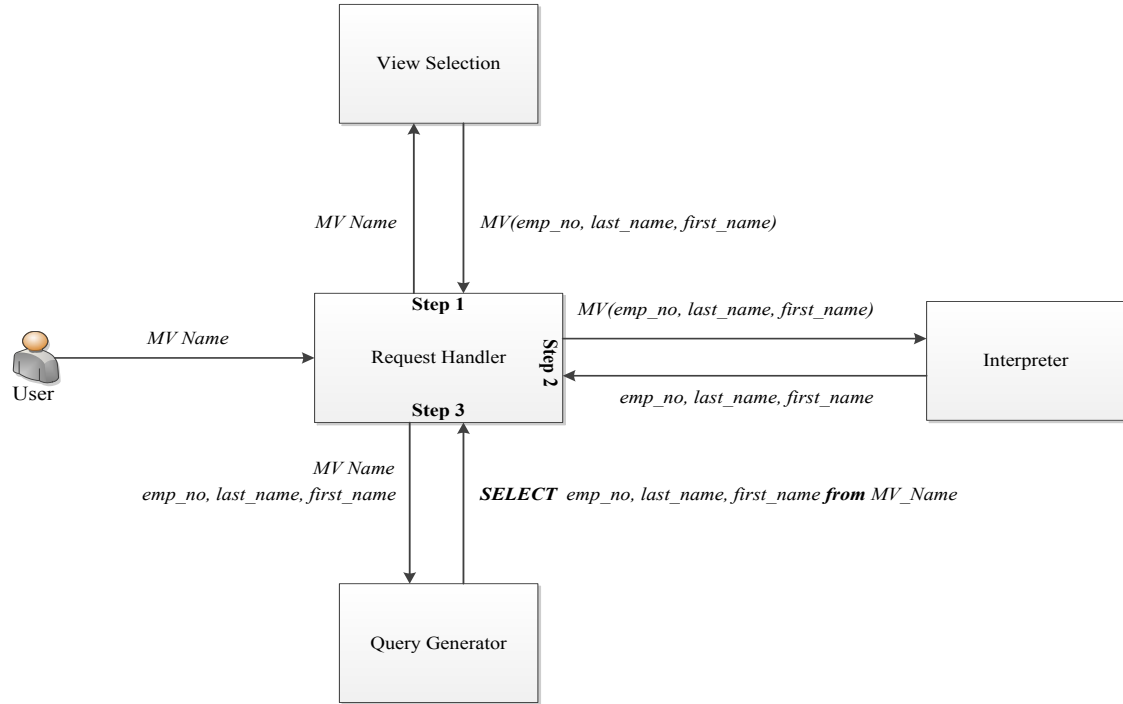 View Selection
MV Name
MV(emp_no, last_name, first_name)
Step 1
MV Name
User
Request Handler
Step 2
Step 3
MV(emp_no, last_name, first_name)
emp_no, last_name, first_name
Interpreter
MV Name
emp_no, last_name, first_name
SELECT emp_no, last_name, first_name from MV_Name
Query Generator